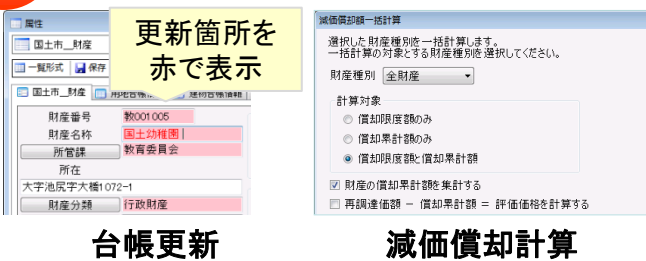 属性
国土市__財産
一覧形式 保存
更新箇所を
赤で表示
国土市__財産
建物台帳情報
財産番号 教001005
財産名称 国土幼稚園
所管課 教育委員会
所在
大字池尻字大橋1072-1
財産分類 行政財産
台帳更新
減価償却額一括計算
選択した財産種別を一括計算します。
一括計算の対象とする財産種別を選択してください。
財産種別 全財産
計算対象
償却限度額のみ
償却累計額のみ
償却限度額と償却累計額
財産の償却累計額を集計する
再調達価額 － 償却累計額 ＝ 評価価格を計算する
減価償却計算